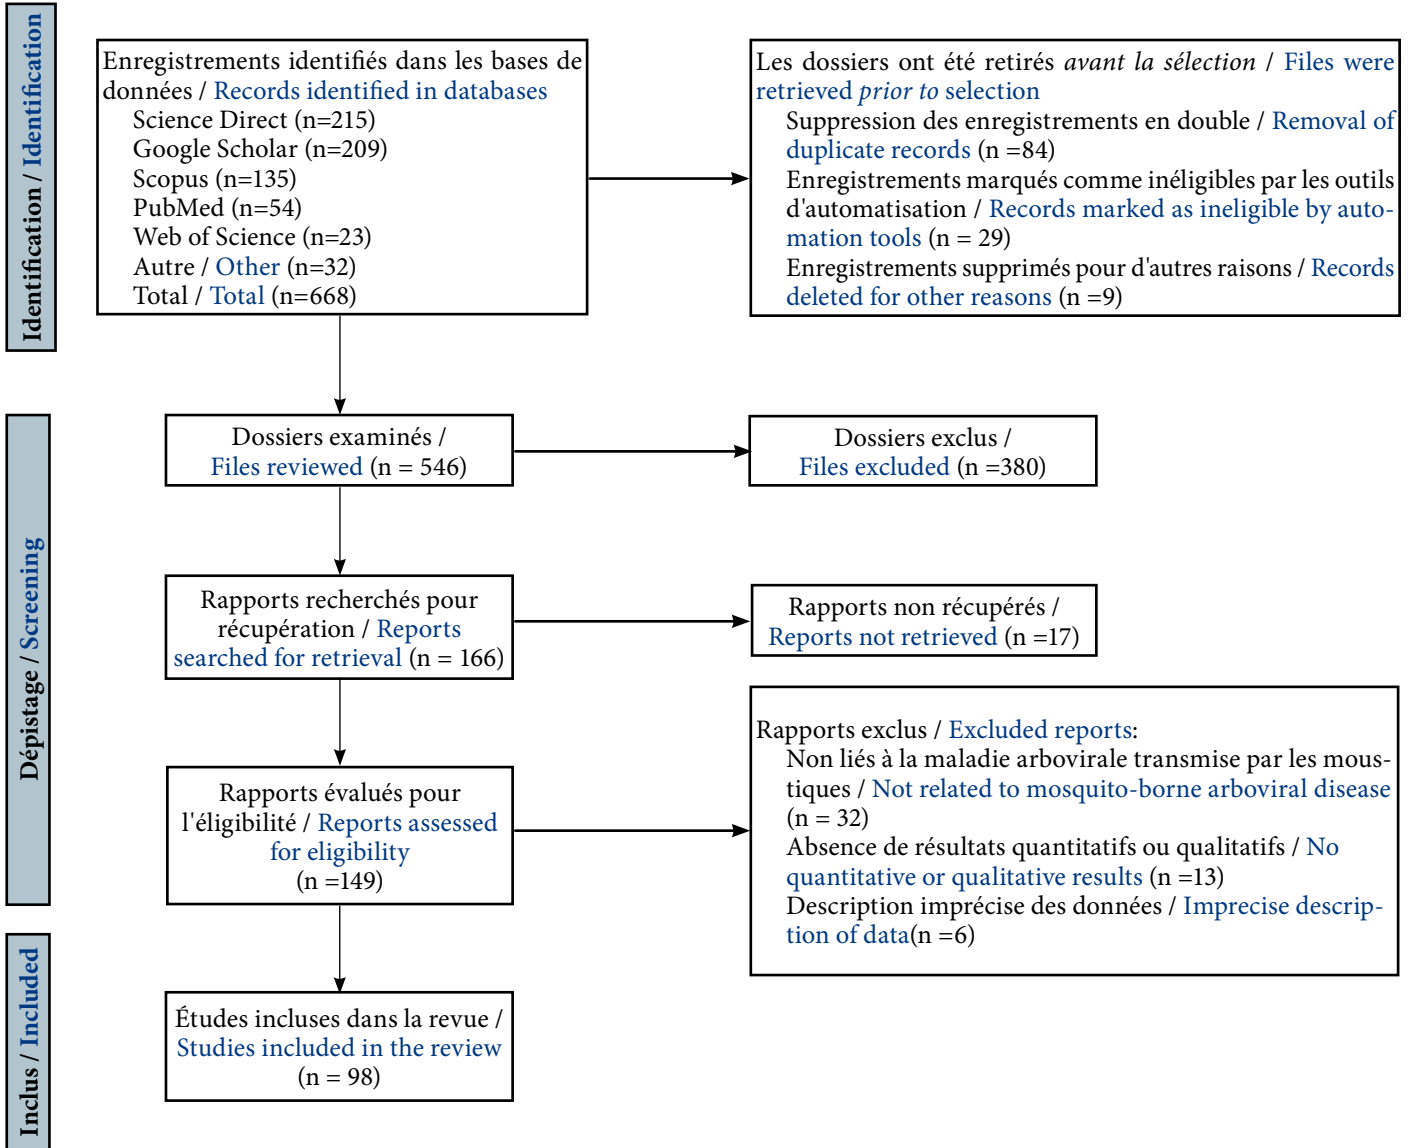 Identification / Identification
Enregistrements identifiés dans les bases de
données / Records identified in databases
Science Direct (n=215)
Google Scholar (n=209)
Scopus (n=135)
PubMed (n=54)
Web of Science (n=23)
Autre / Other (n=32)
Total / Total (n=668)
Les dossiers ont été retirés avant la sélection / Files were
retrieved prior to selection
Suppression des enregistrements en double / Removal of
duplicate records (n =84)
Enregistrements marqués comme inéligibles par les outils
d'automatisation / Records marked as ineligible by auto-
mation tools (n = 29)
Enregistrements supprimés pour d'autres raisons / Records
deleted for other reasons (n =9)
Dépistage / Screening
Dossiers examinés /
Files reviewed (n = 546)
Dossiers exclus /
Files excluded (n =380)
Rapports recherchés pour
récupération / Reports
searched for retrieval (n = 166)
Rapports non récupérés /
Reports not retrieved (n =17)
Rapports évalués pour
l'éligibilité / Reports assessed
for eligibility
(n =149)
Rapports exclus / Excluded reports:
Non liés à la maladie arbovirale transmise par les mous-
tiques / Not related to mosquito-borne arboviral disease
(n = 32)
Absence de résultats quantitatifs ou qualitatifs / No
quantitative or qualitative results (n =13)
Description imprécise des données / Imprecise descrip-
tion of data(n =6)
Inclus / Included
Études incluses dans la revue /
Studies included in the review
(n = 98)